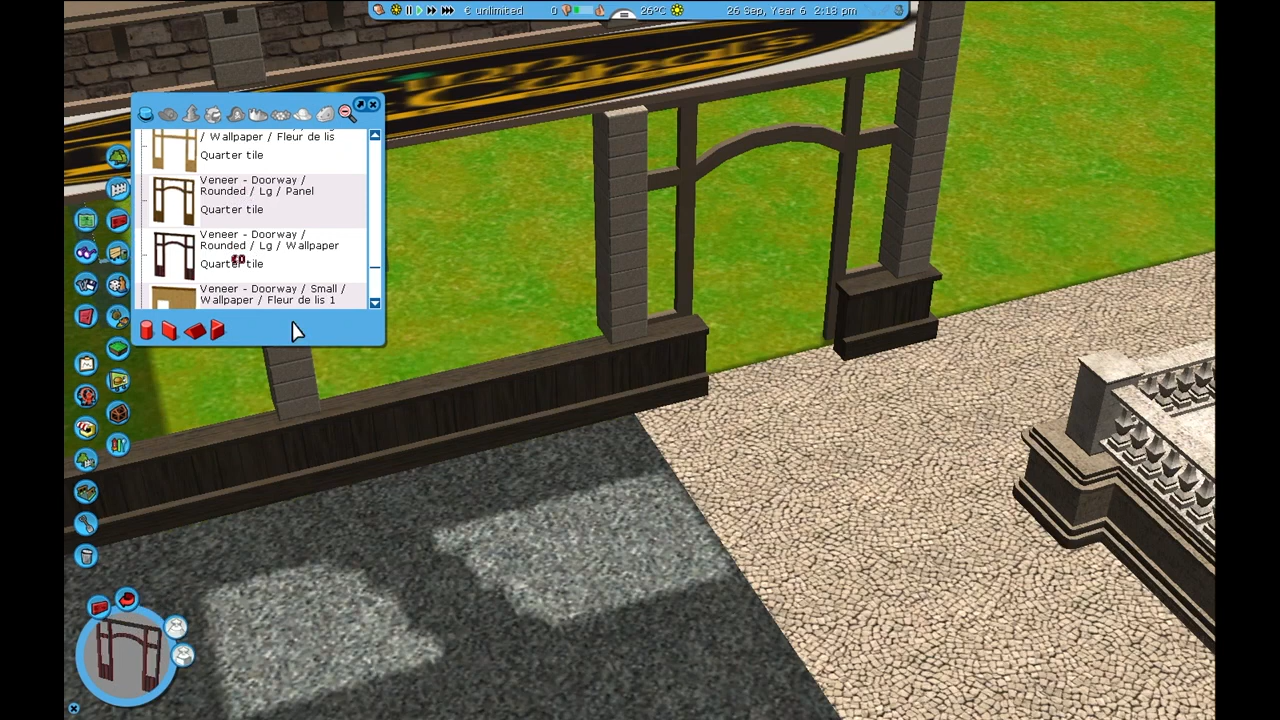 € unlimited
0
26°C
26 Sep, Year 6 2:18 pm
/ Wallpaper / Fleur de lis
Quarter tile
Veneer - Doorway /
Rounded / Lg / Panel
Quarter tile
Veneer - Doorway /
Rounded / Lg / Wallpaper
Quarter tile
Veneer - Doorway / Small /
Wallpaper / Fleur de lis 1